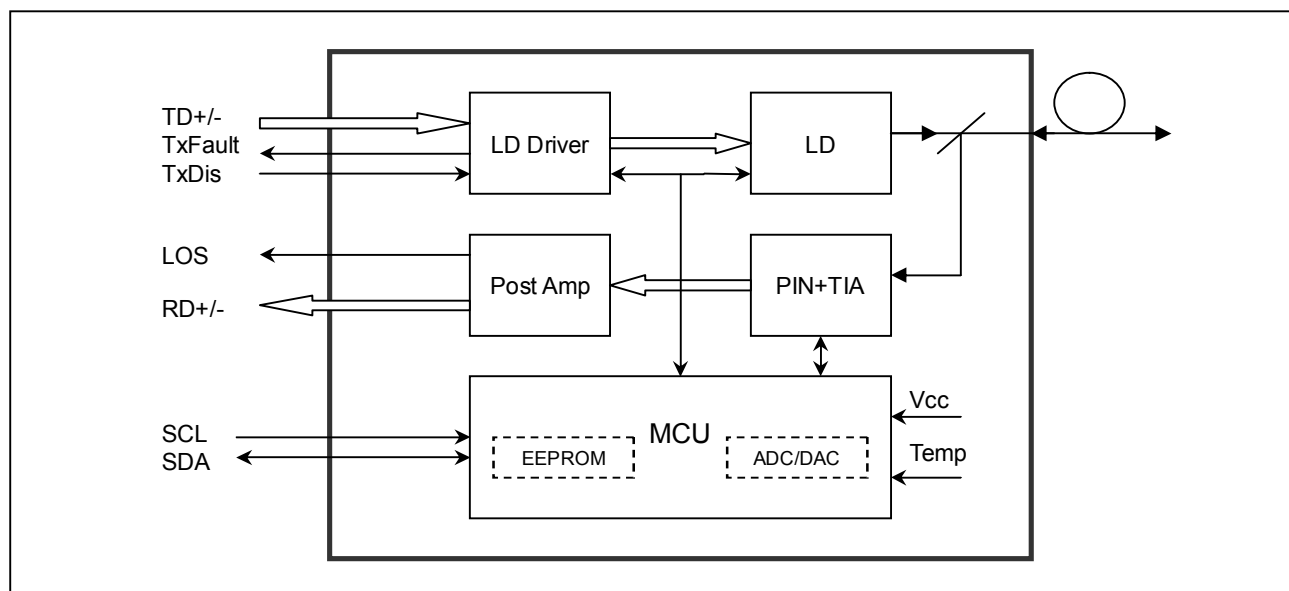 TD+/-
TxFault
TxDis
LD Driver
LD
LOS
RD+/-
Post Amp
PIN+TIA
SCL
SDA
MCU
EEPROM
ADC/DAC
Vcc
Temp